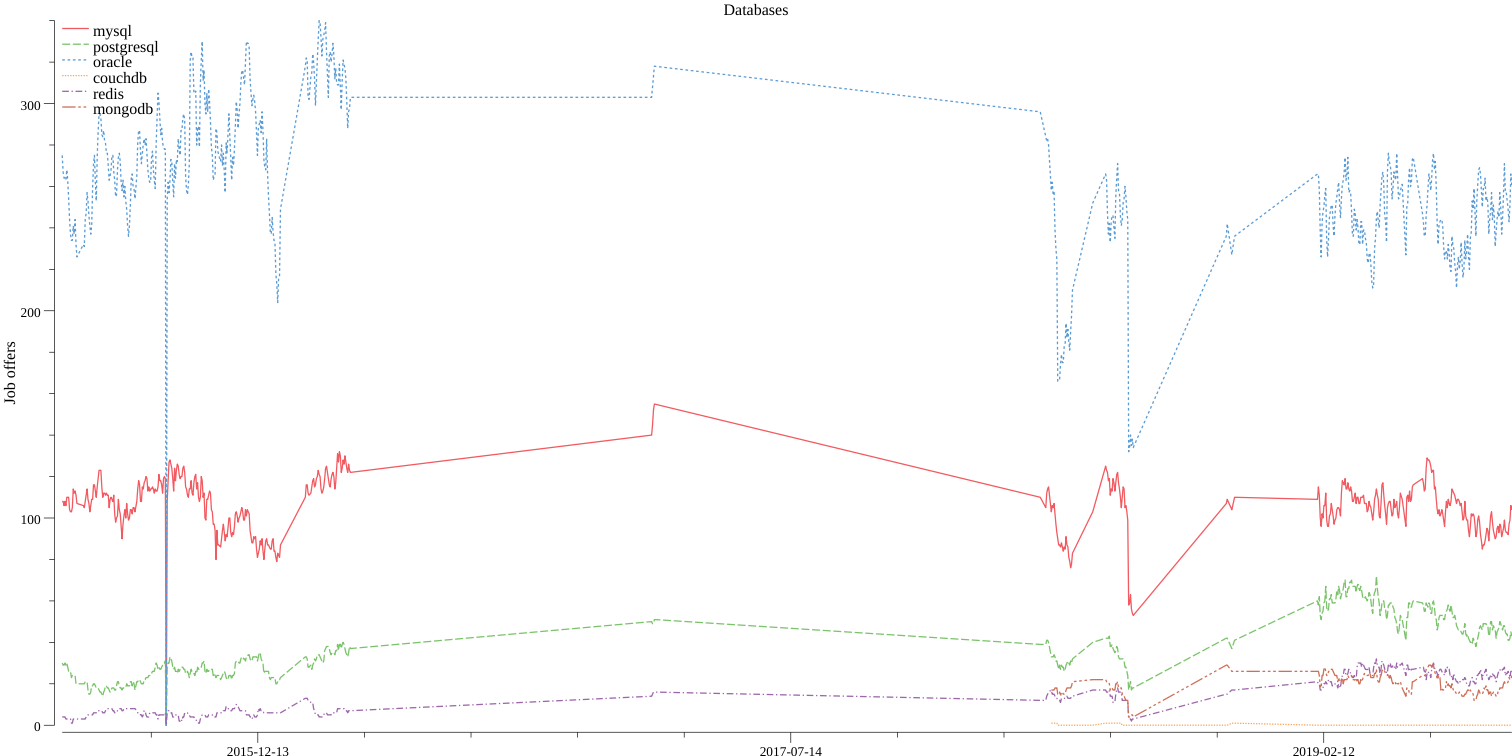 Databases
mysql
postgresql
oracle
couchdb
redis
mongodb
300
200
100
0
Job offers
2015-12-13
2017-07-14
2019-02-12